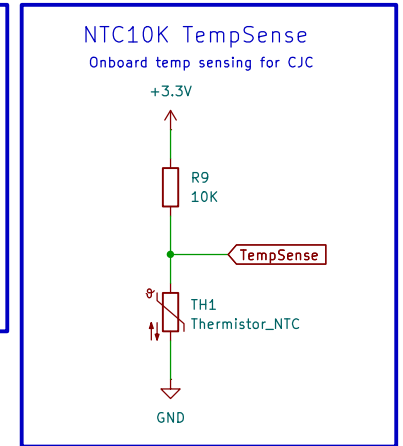 NTC10K TempSense
Onboard temp sensing for CJC
+3.3V
R9
10K
TempSense
TH1
Thermistor_NTC
GND